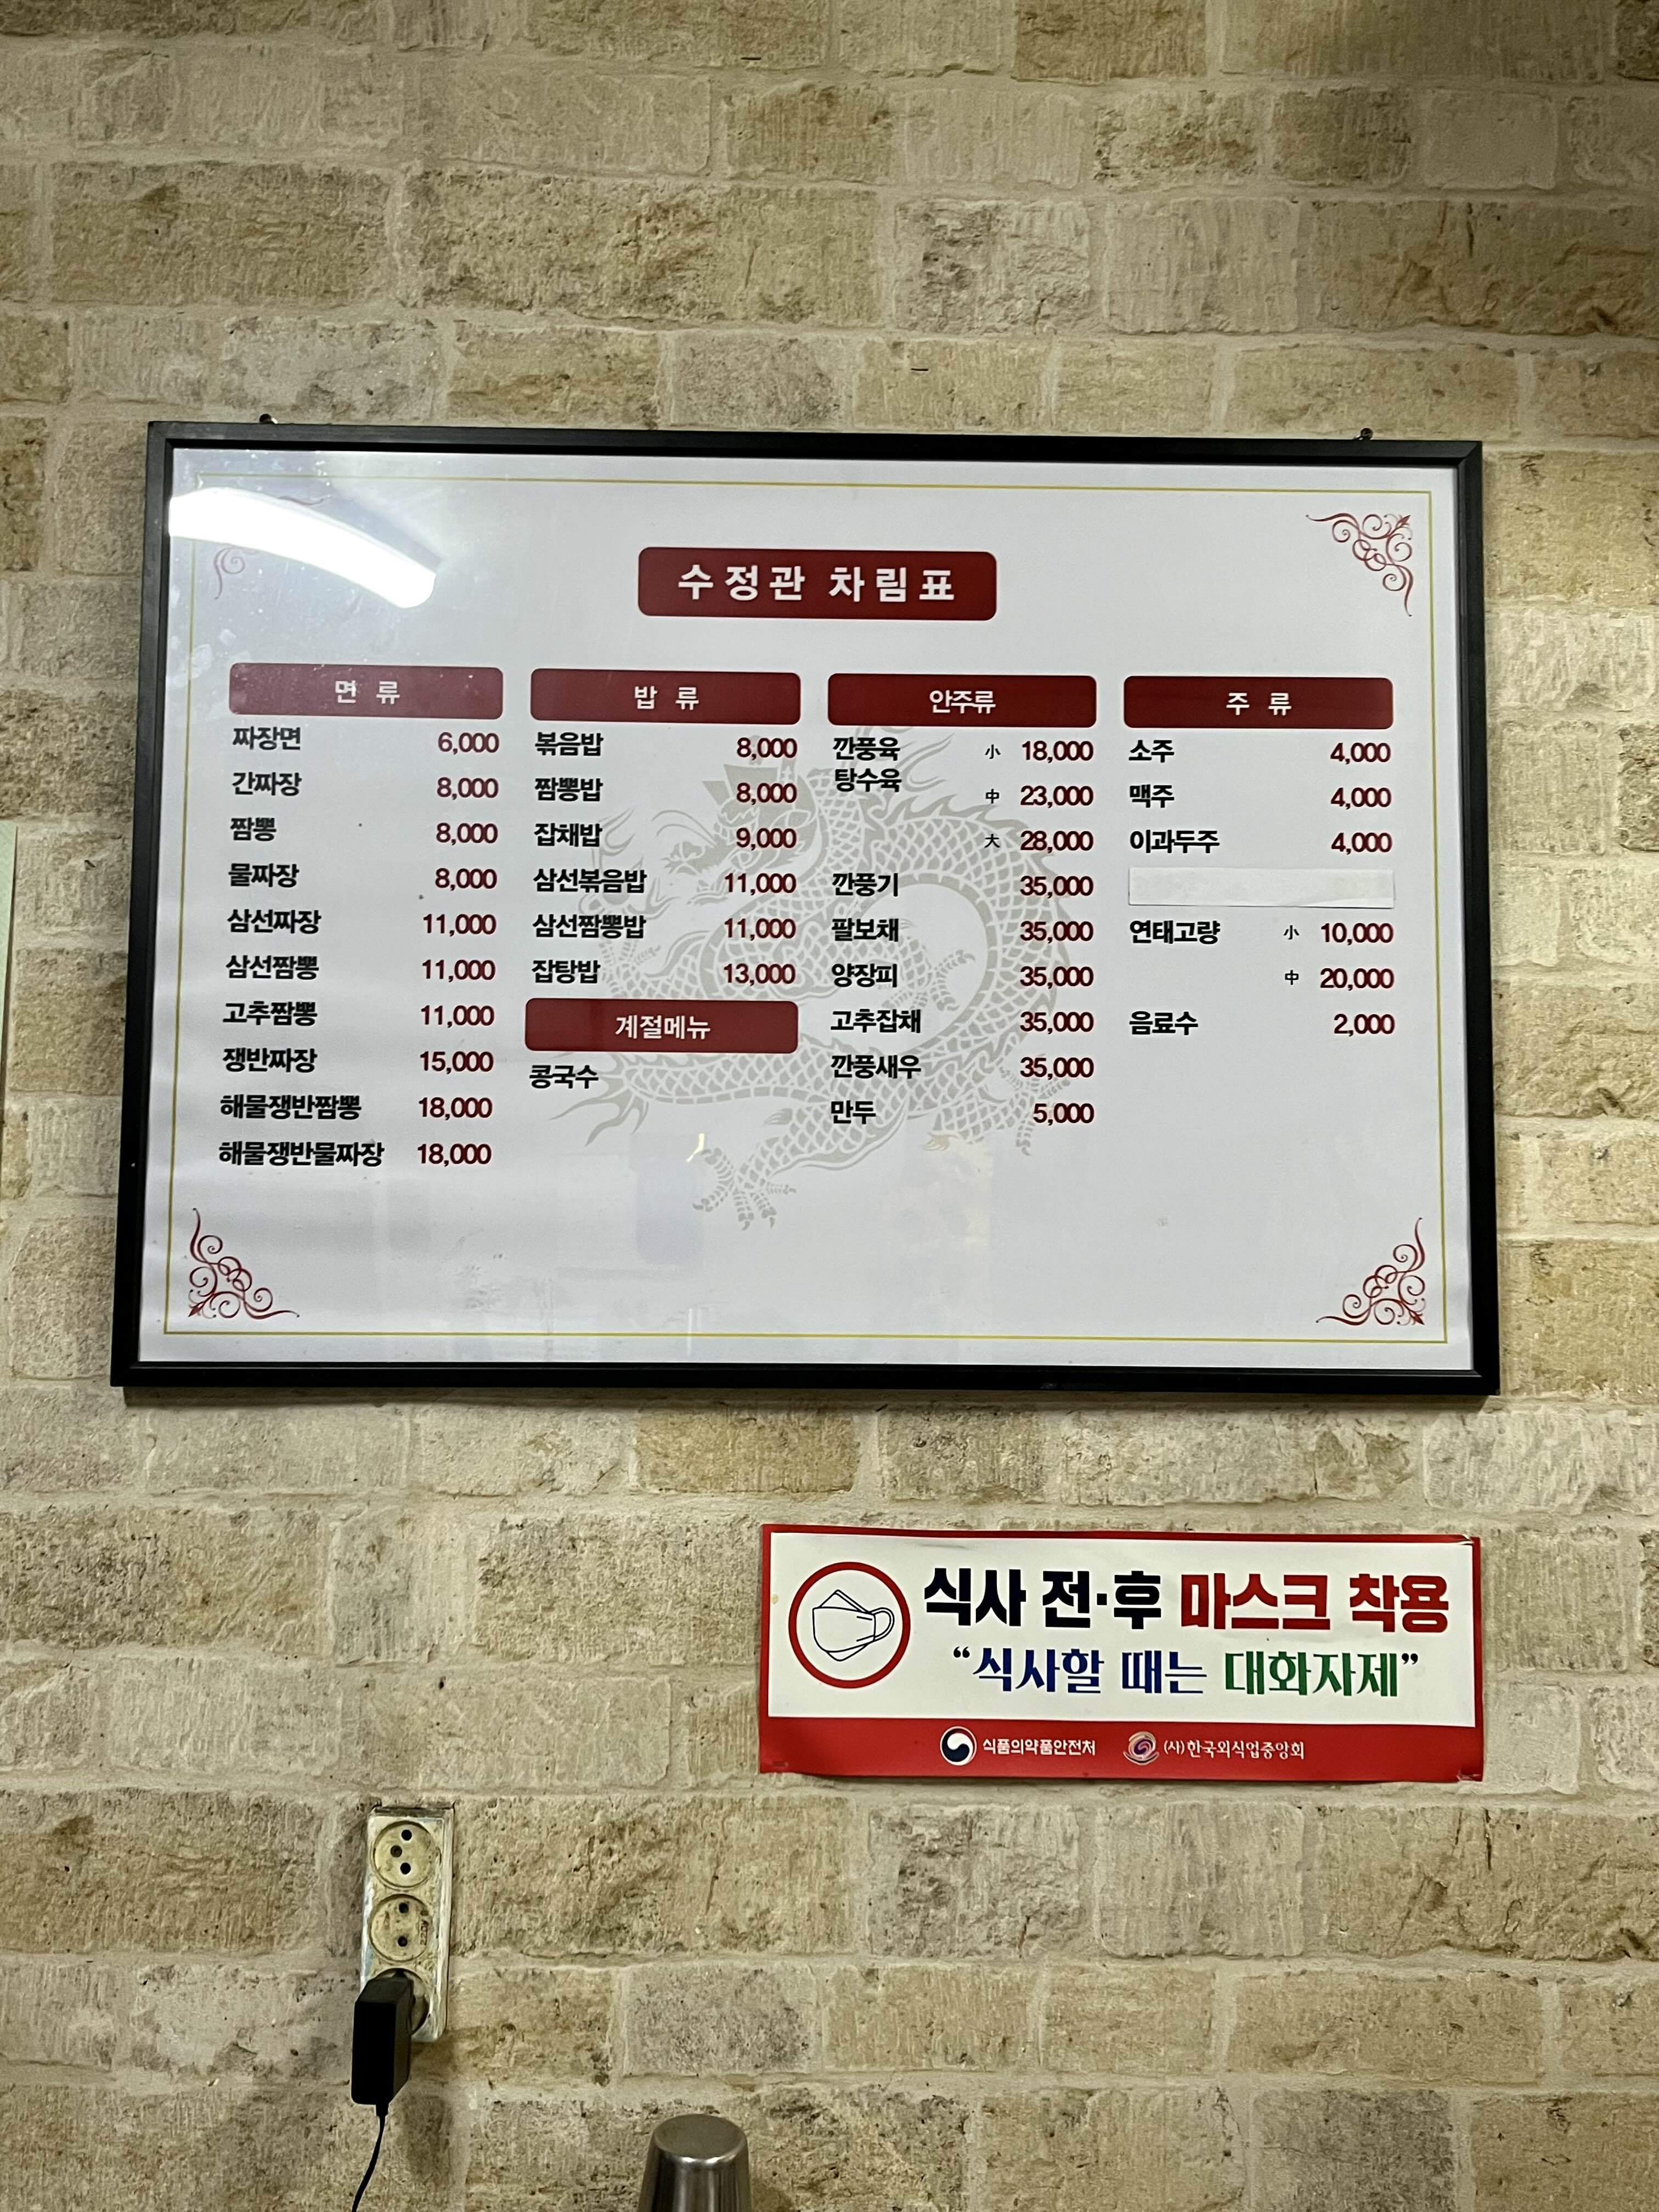 수정관 차림표
면 류
짜장면 6,000
간짜장 8,000
짬뽕 8,000
물짜장 8,000
삼선짜장 11,000
삼선짬뽕 11,000
고추짬뽕 11,000
쟁반짜장 15,000
해물쟁반짬뽕 18,000
해물쟁반물짜장 18,000
밥 류
볶음밥 8,000
짬뽕밥 8,000
잡채밥 9,000
삼선볶음밥 11,000
삼선짬뽕밥 11,000
잡탕밥 13,000
계절메뉴
콩국수
안주류
깐풍육 小 18,000
탕수육
中 23,000
大 28,000
깐풍기 35,000
팔보채 35,000
양장피 35,000
고추잡채 35,000
깐풍새우 35,000
만두 5,000
주 류
소주 4,000
맥주 4,000
이과두주 4,000
연태고량 小 10,000
中 20,000
음료수 2,000
식사 전·후 마스크 착용
“식사할 때는 대화자제”
식품의약품안전처 (사)한국외식업중앙회